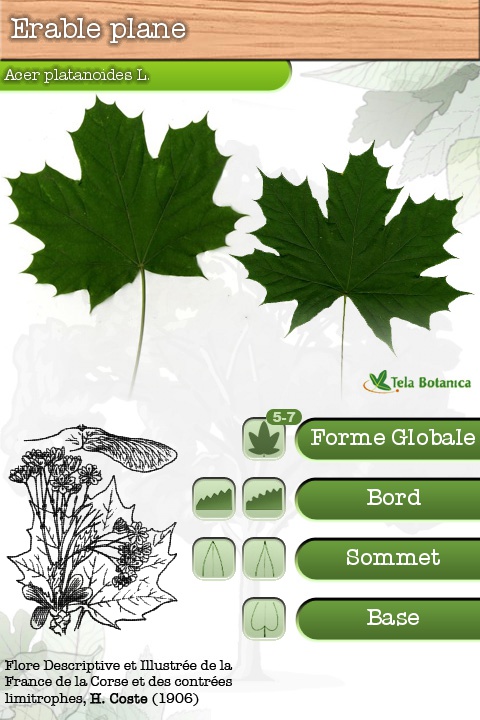 Erable plane
Acer platanoides L.
Tela Botanica
5-7
Forme Globale
Bord
Sommet
Base
Flore Descriptive et Illustrée de la
France de la Corse et des contrées
limitrophes, H. Coste (1906)